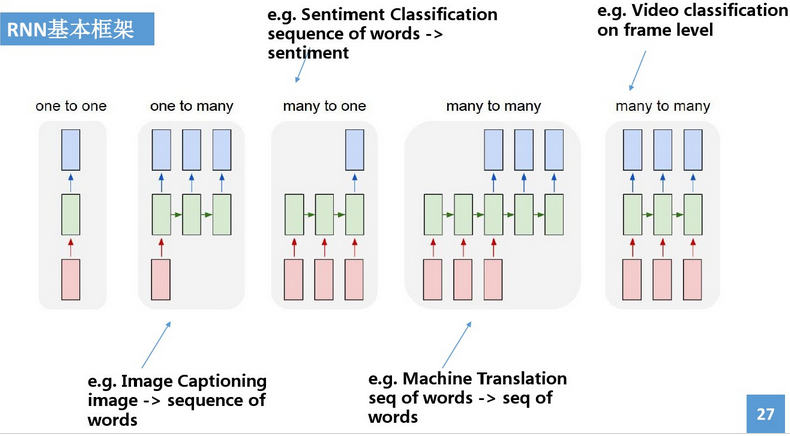 RNN基本框架
e.g. Sentiment Classification
sequence of words ->
sentiment
e.g. Video classification
on frame level
one to one
one to many
many to one
many to many
many to many
e.g. Image Captioning
image -> sequence of
words
e.g. Machine Translation
seq of words -> seq of
words
27